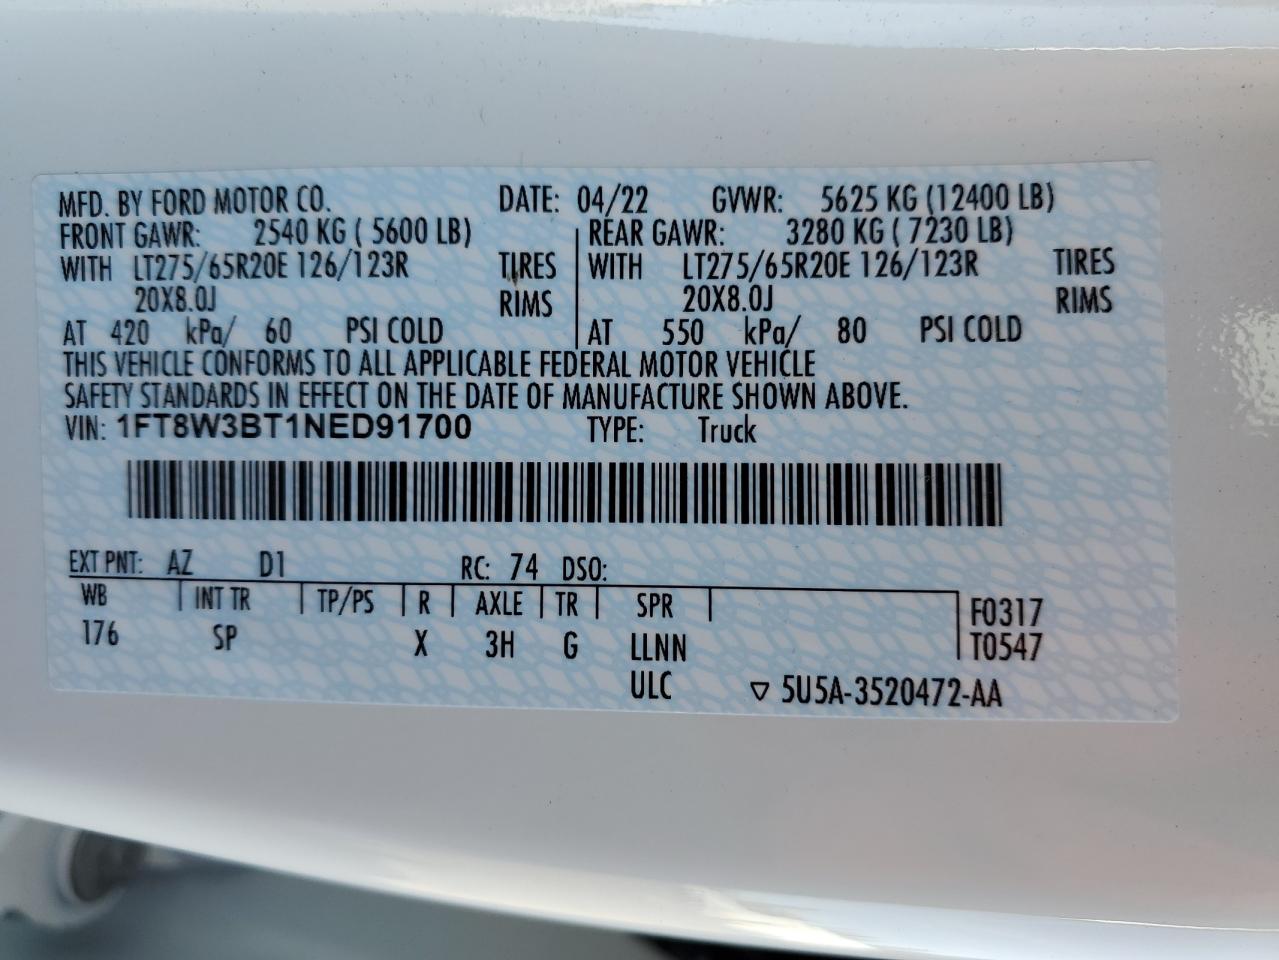 MFD. BY FORD MOTOR CO. DATE: 04/22 GVWR: 5625 KG (12400 LB)
FRONT GAWR: 2540 KG ( 5600 LB) REAR GAWR: 3280 KG ( 7230 LB)
WITH LT275/65R20E 126/123R TIRES WITH LT275/65R20E 126/123R TIRES
20X8.0J RIMS 20X8.0J RIMS
AT 420 kPa/ 60 PSI COLD AT 550 kPa/ 80 PSI COLD
THIS VEHICLE CONFORMS TO ALL APPLICABLE FEDERAL MOTOR VEHICLE
SAFETY STANDARDS IN EFFECT ON THE DATE OF MANUFACTURE SHOWN ABOVE.
VIN: 1FT8W3BT1NED91700 TYPE: Truck
EXT PNT: AZ D1 RC: 74 DSO:
WB INT TR TP/PS R AXLE TR SPR F0317
176 SP X 3H G LLNN T0547
ULC ▽ 5U5A-3520472-AA